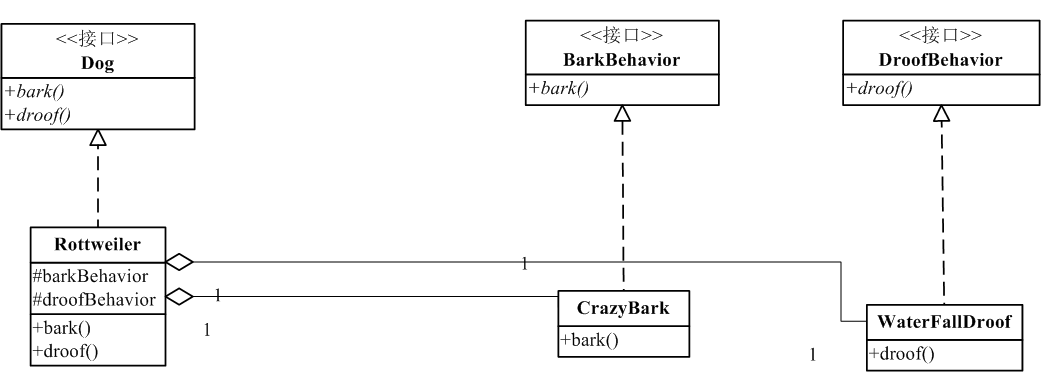 <<接口>>
Dog
+bark()
+droof()
<<接口>>
BarkBehavior
+bark()
<<接口>>
DroofBehavior
+droof()
Rottweiler
#barkBehavior
#droofBehavior
+bark()
+droof()
1
1
1
1
CrazyBark
+bark()
WaterFallDroof
+droof()